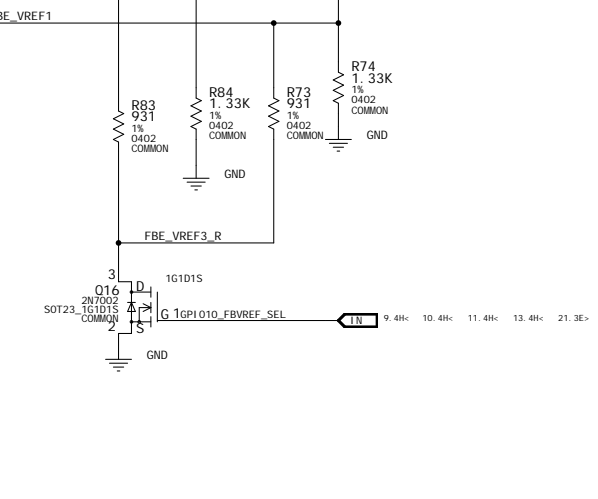 BE_VREF1
R74
1.33K
1%
0402
COMMON
GND
R84
1.33K
1%
0402
COMMON
GND
R73
931
1%
0402
COMMON
R83
931
1%
0402
COMMON
FBE_VREF3_R
3
D
1G1D1S
Q16
2N7002
SOT23_1G1D1S
COMMON
2
S
G 1 GPIO10_FBVREF_SEL
IN
9.4H< 10.4H< 11.4H< 13.4H< 21.3E>
GND